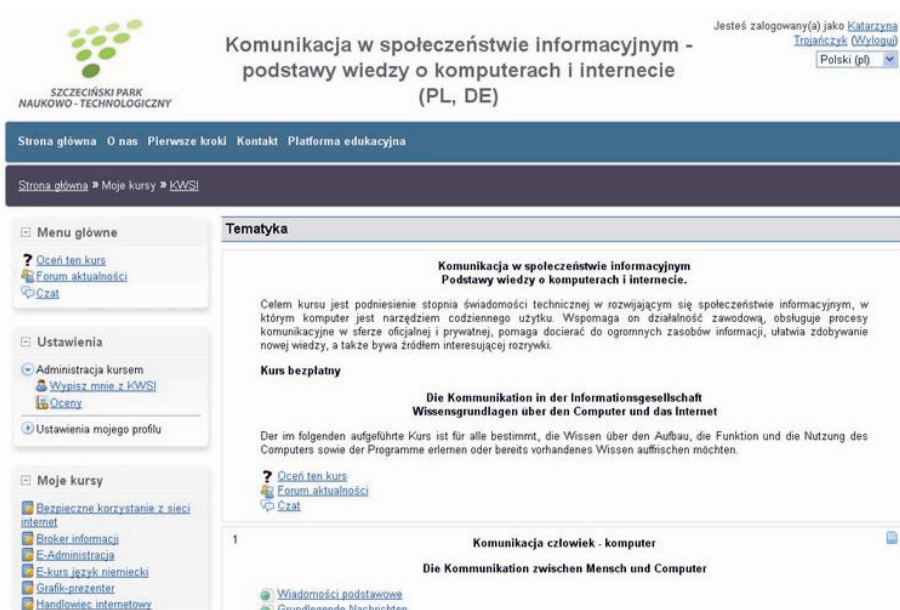 SZCZECIŃSKI PARK
NAUKOWO - TECHNOLOGICZNY
Komunikacja w społeczeństwie informacyjnym -
podstawy wiedzy o komputerach i internecie
(PL, DE)
Jesteś zalogowany(a) jako Katarzyna
Trojańczyk (Wyloguj)
Polski (pl)
Strona główna O nas Pierwsze kroki Kontakt Platforma edukacyjna
Strona główna » Moje kursy » KWSI
Menu główne
? Oceń ten kurs
Forum aktualności
Czat
Ustawienia
Administracja kursem
Wypisz mnie z KWSI
Oceny
Ustawienia mojego profilu
Moje kursy
Bezpieczne korzystanie z sieci
internet
Broker informacji
E-Administracja
E-kurs język niemiecki
Grafik-prezenter
Handlowiec internetowy
Tematyka
Komunikacja w społeczeństwie informacyjnym
Podstawy wiedzy o komputerach i internecie.
Celem kursu jest podniesienie stopnia świadomości technicznej w rozwijającym się społeczeństwie informacyjnym, w
którym komputer jest narzędziem codziennego użytku. Wspomaga on działalność zawodową, obsługuje procesy
komunikacyjne w sferze oficjalnej i prywatnej, pomaga docierać do ogromnych zasobów informacji, ułatwia zdobywanie
nowej wiedzy, a także bywa źródłem interesującej rozrywki.
Kurs bezpłatny
Die Kommunikation in der Informationsgesellschaft
Wissensgrundlagen über den Computer und das Internet
Der im folgenden aufgeführte Kurs ist für alle bestimmt, die Wissen über den Aufbau, die Funktion und die Nutzung des
Computers sowie der Programme erlernen oder bereits vorhandenes Wissen auffrischen möchten.
? Oceń ten kurs
Forum aktualności
Czat
1
Komunikacja człowiek - komputer
Die Kommunikation zwischen Mensch und Computer
Wiadomości podstawowe
Grundlegende Nachrichten